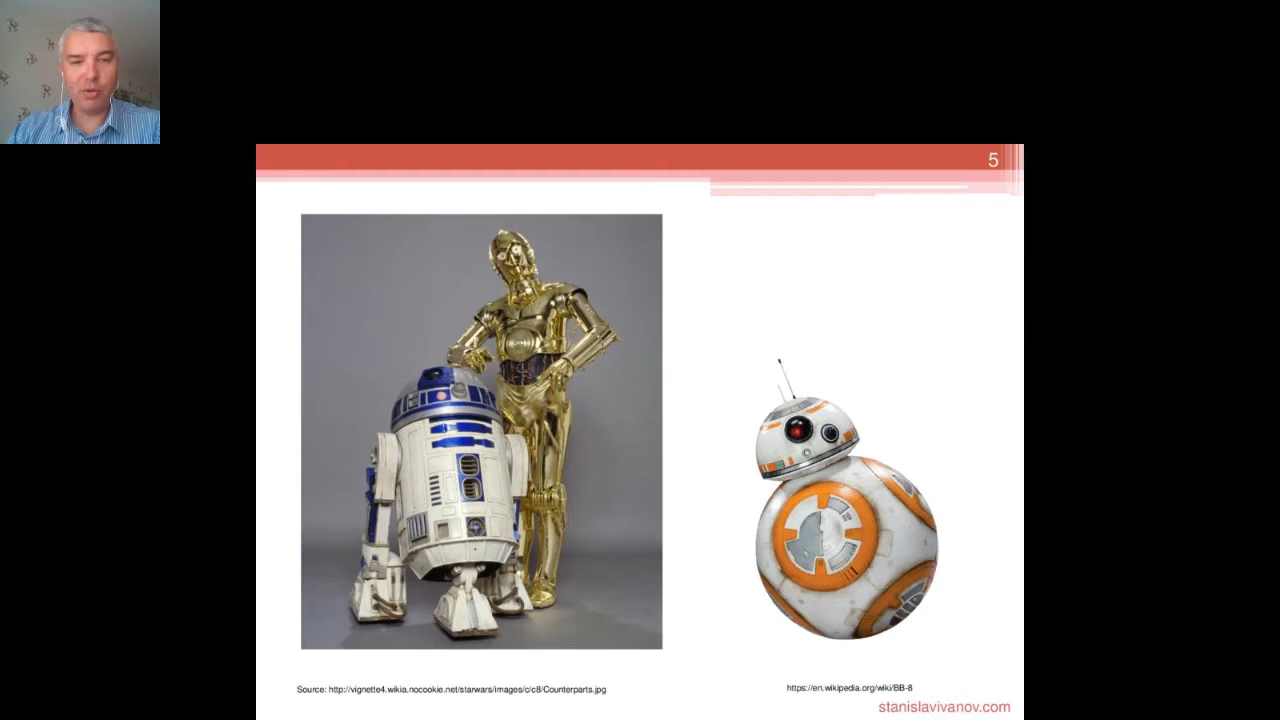 5
Source: http://vignette4.wikia.nocookie.net/starwars/images/c/c8/Counterparts.jpg
https://en.wikipedia.org/wiki/BB-8
stanislavivanov.com